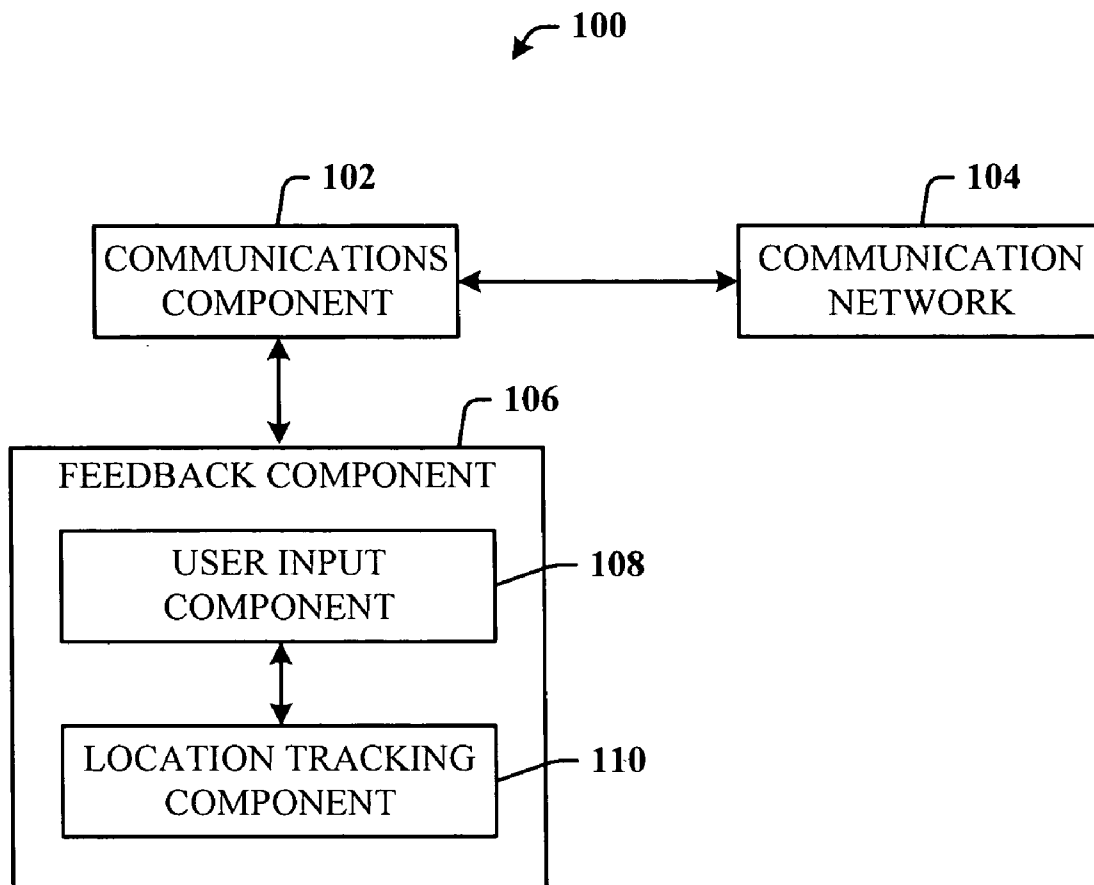 100
102
104
COMMUNICATIONS
COMPONENT
COMMUNICATION
NETWORK
106
FEEDBACK COMPONENT
USER INPUT
COMPONENT
108
LOCATION TRACKING
COMPONENT
110